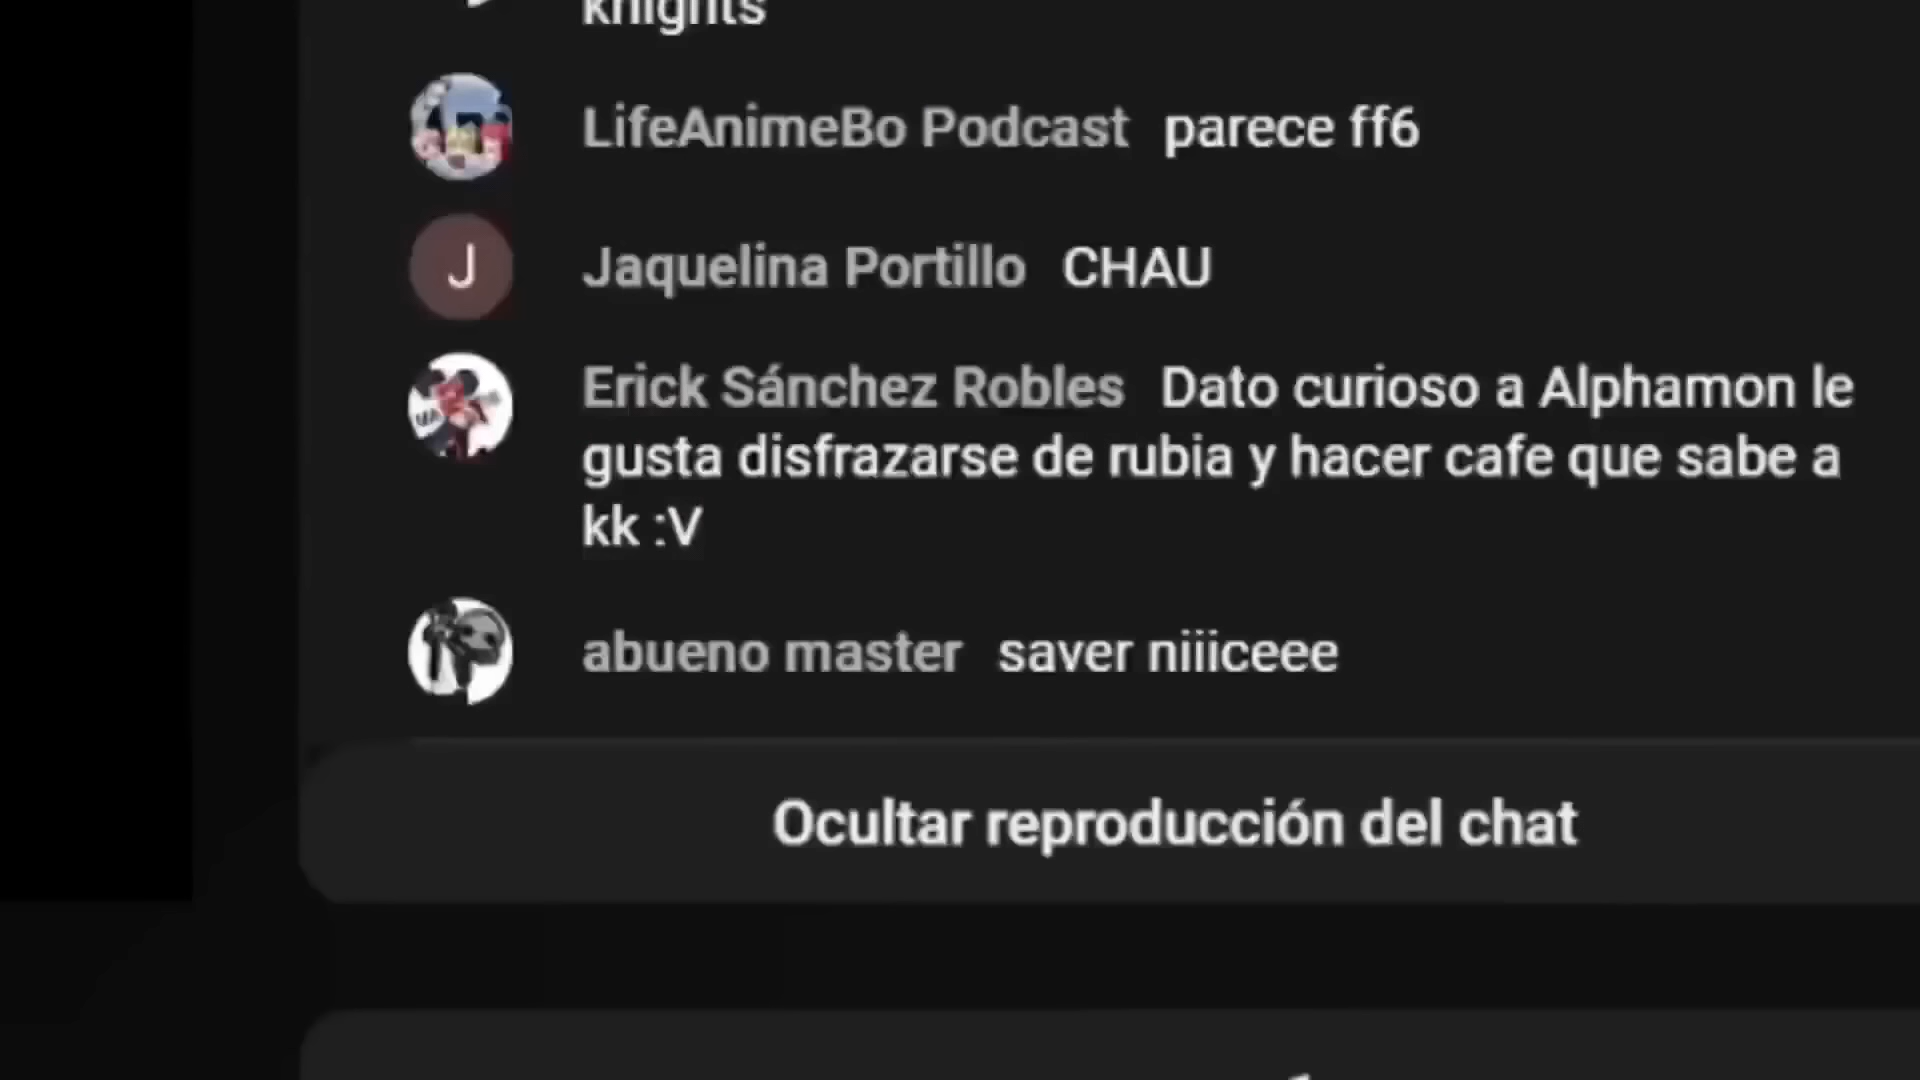 knights
LifeAnimeBo Podcast parece ff6
J
Jaquelina Portillo CHAU
Erick Sánchez Robles Dato curioso a Alphamon le
gusta disfrazarse de rubia y hacer cafe que sabe a
kk :V
abueno master saver niiiceee
Ocultar reproducción del chat